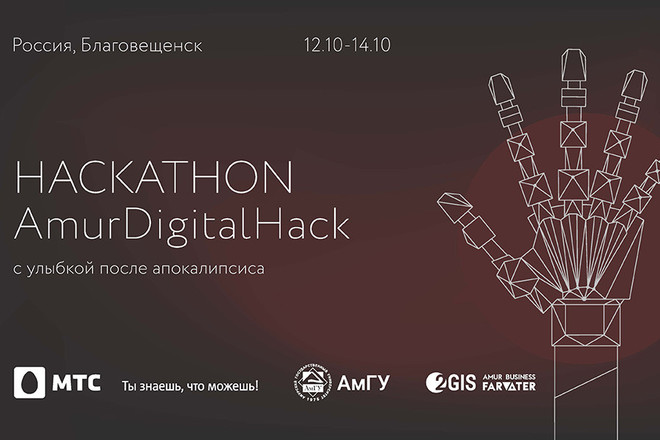 Россия, Благовещенск
12.10-14.10
HACKATHON
AmurDigitalHack
с улыбкой после апокалипсиса
МТС
Ты знаешь, что можешь!
АмГУ
АмГУ
2GIS
AMUR BUSINESS
FARVATER